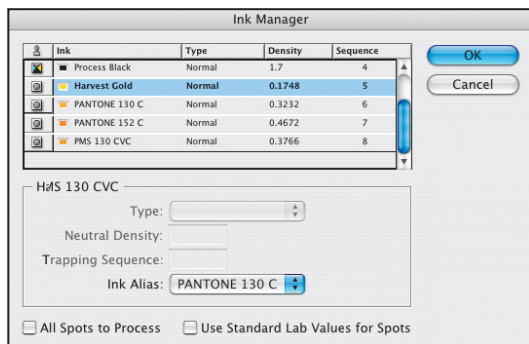 Ink Manager
Ink Type Density Sequence
Process Black Normal 1.7 4
Harvest Gold Normal 0.1748 5
PANTONE 130 C Normal 0.3232 6
PANTONE 152 C Normal 0.4672 7
PMS 130 CVC Normal 0.3766 8
OK
Cancel
130 CVC
Type:
Neutral Density:
Trapping Sequence:
Ink Alias: PANTONE 130 C
All Spots to Process Use Standard Lab Values for Spots